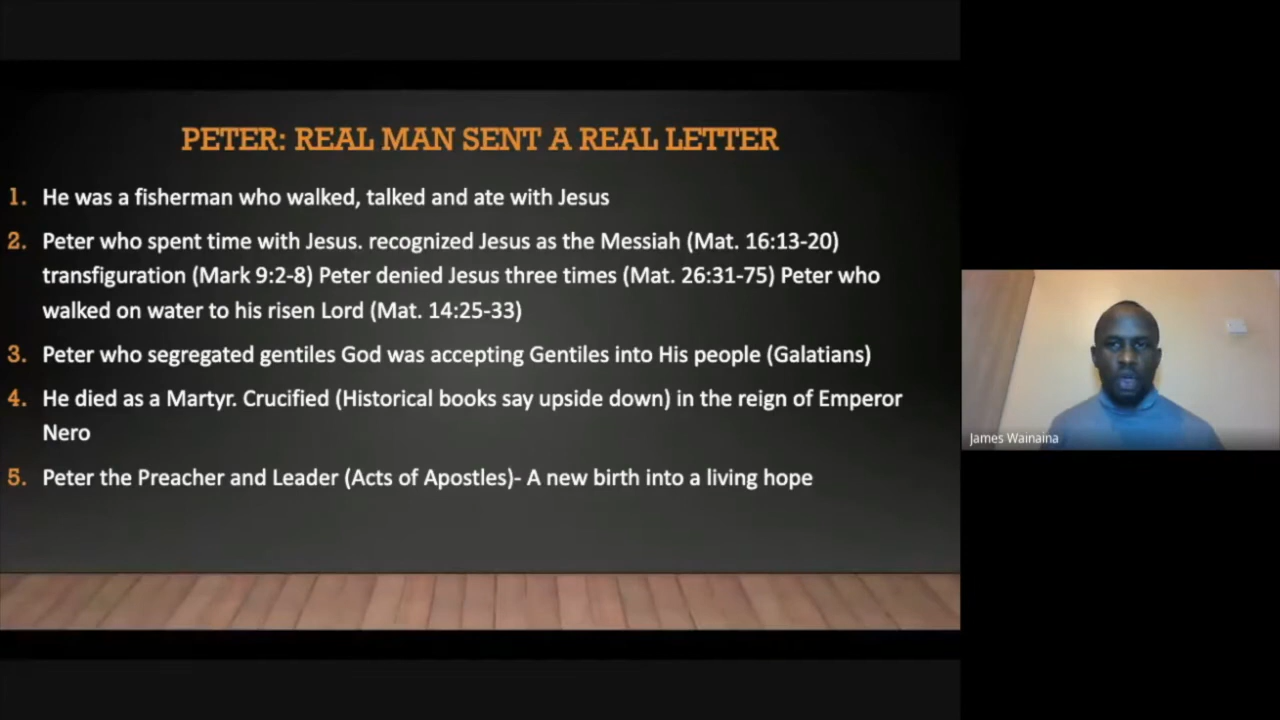 PETER: REAL MAN SENT A REAL LETTER
1. He was a fisherman who walked, talked and ate with Jesus
2. Peter who spent time with Jesus. recognized Jesus as the Messiah (Mat. 16:13-20)
transfiguration (Mark 9:2-8) Peter denied Jesus three times (Mat. 26:31-75) Peter who
walked on water to his risen Lord (Mat. 14:25-33)
3. Peter who segregated gentiles God was accepting Gentiles into His people (Galatians)
4. He died as a Martyr. Crucified (Historical books say upside down) in the reign of Emperor
Nero
5. Peter the Preacher and Leader (Acts of Apostles)- A new birth into a living hope
James Wainaina